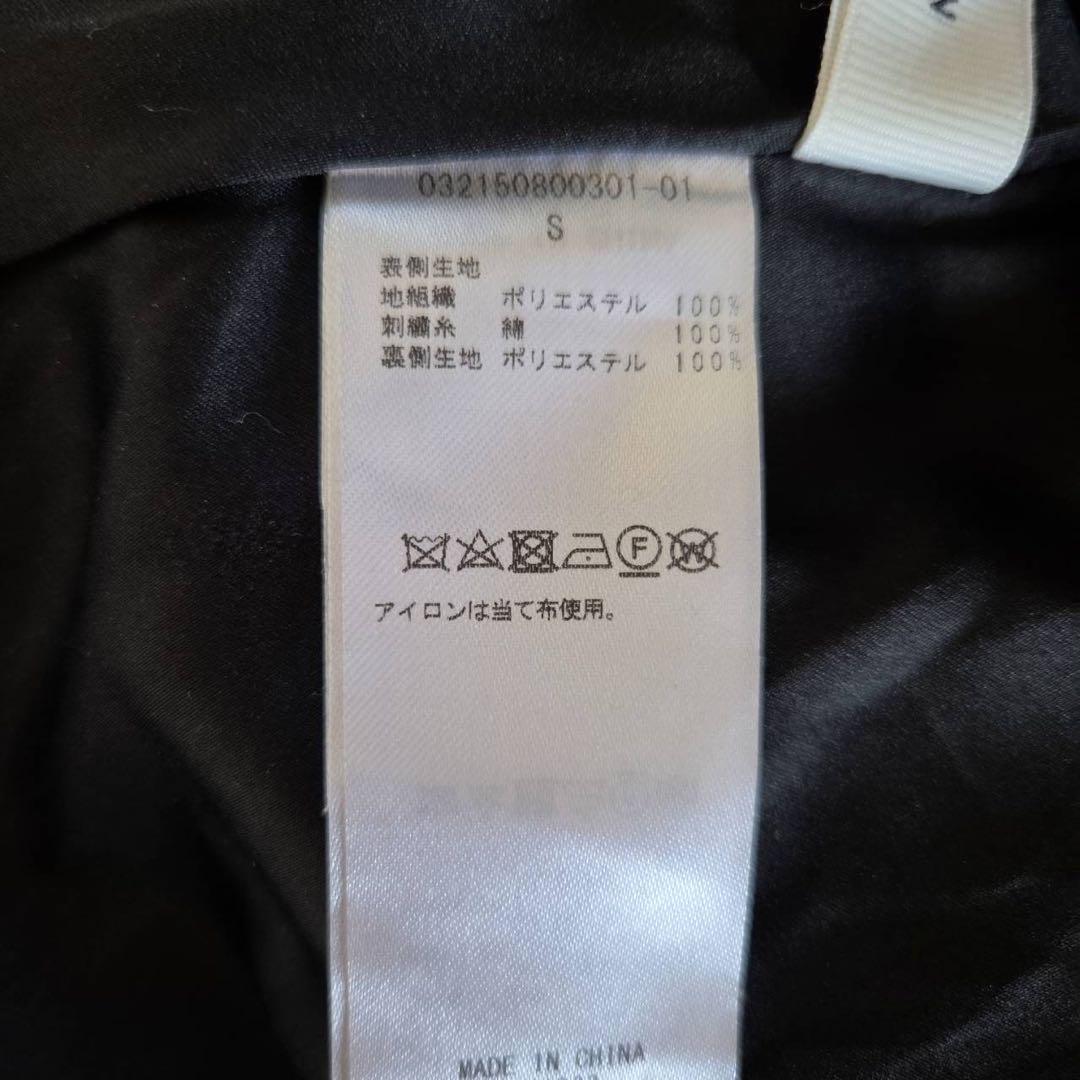 032150800301-01
S
表側生地
地組織 ポリエステル 100%
刺繍糸 綿 100%
裏側生地 ポリエステル 100%
F W
アイロンは当て布使用。
MADE IN CHINA